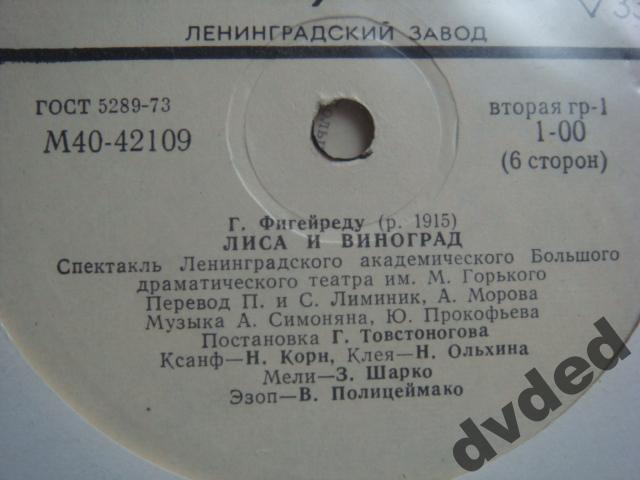 ЛЕНИНГРАДСКИЙ ЗАВОД
ГОСТ 5289-73
М40-42109
вторая гр-1
1-00
(6 сторон)
Г. Фигейреду (р. 1915)
ЛИСА И ВИНОГРАД
Спектакль Ленинградского академического Большого
драматического театра им. М. Горького
Перевод П. и С. Лиминик, А. Морова
Музыка А. Симоняна, Ю. Прокофьева
Постановка Г. Товстоногова
Ксанф—Н. Корн, Клея—Н. Ольхина
Мели—З. Шарко
Эзоп—В. Полицеймако
dvded